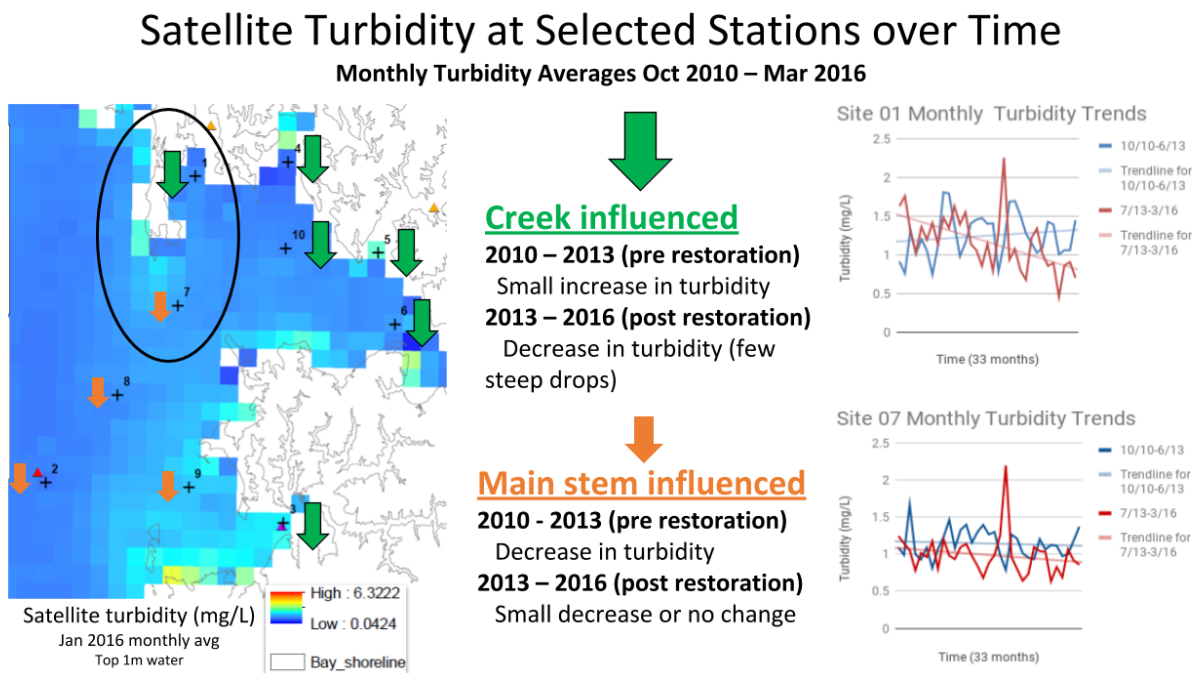 Satellite Turbidity at Selected Stations over Time
Monthly Turbidity Averages Oct 2010 – Mar 2016
1
4
10
5
7
6
8
2
9
3
Satellite turbidity (mg/L)
Jan 2016 monthly avg
Top 1m water
High : 6.3222
Low : 0.0424
Bay_shoreline
Creek influenced
2010 – 2013 (pre restoration)
Small increase in turbidity
2013 – 2016 (post restoration)
Decrease in turbidity (few
steep drops)
Main stem influenced
2010 - 2013 (pre restoration)
Decrease in turbidity
2013 – 2016 (post restoration)
Small decrease or no change
Site 01 Monthly Turbidity Trends
Turbidity (mg/L)
2.5
2
1.5
1
0.5
0
Time (33 months)
10/10-6/13
Trendline for
10/10-6/13
7/13-3/16
Trendline for
7/13-3/16
Site 07 Monthly Turbidity Trends
Turbidity (mg/L)
2.5
2
1.5
1
0.5
0
Time (33 months)
10/10-6/13
Trendline for
10/10-6/13
7/13-3/16
Trendline for
7/13-3/16